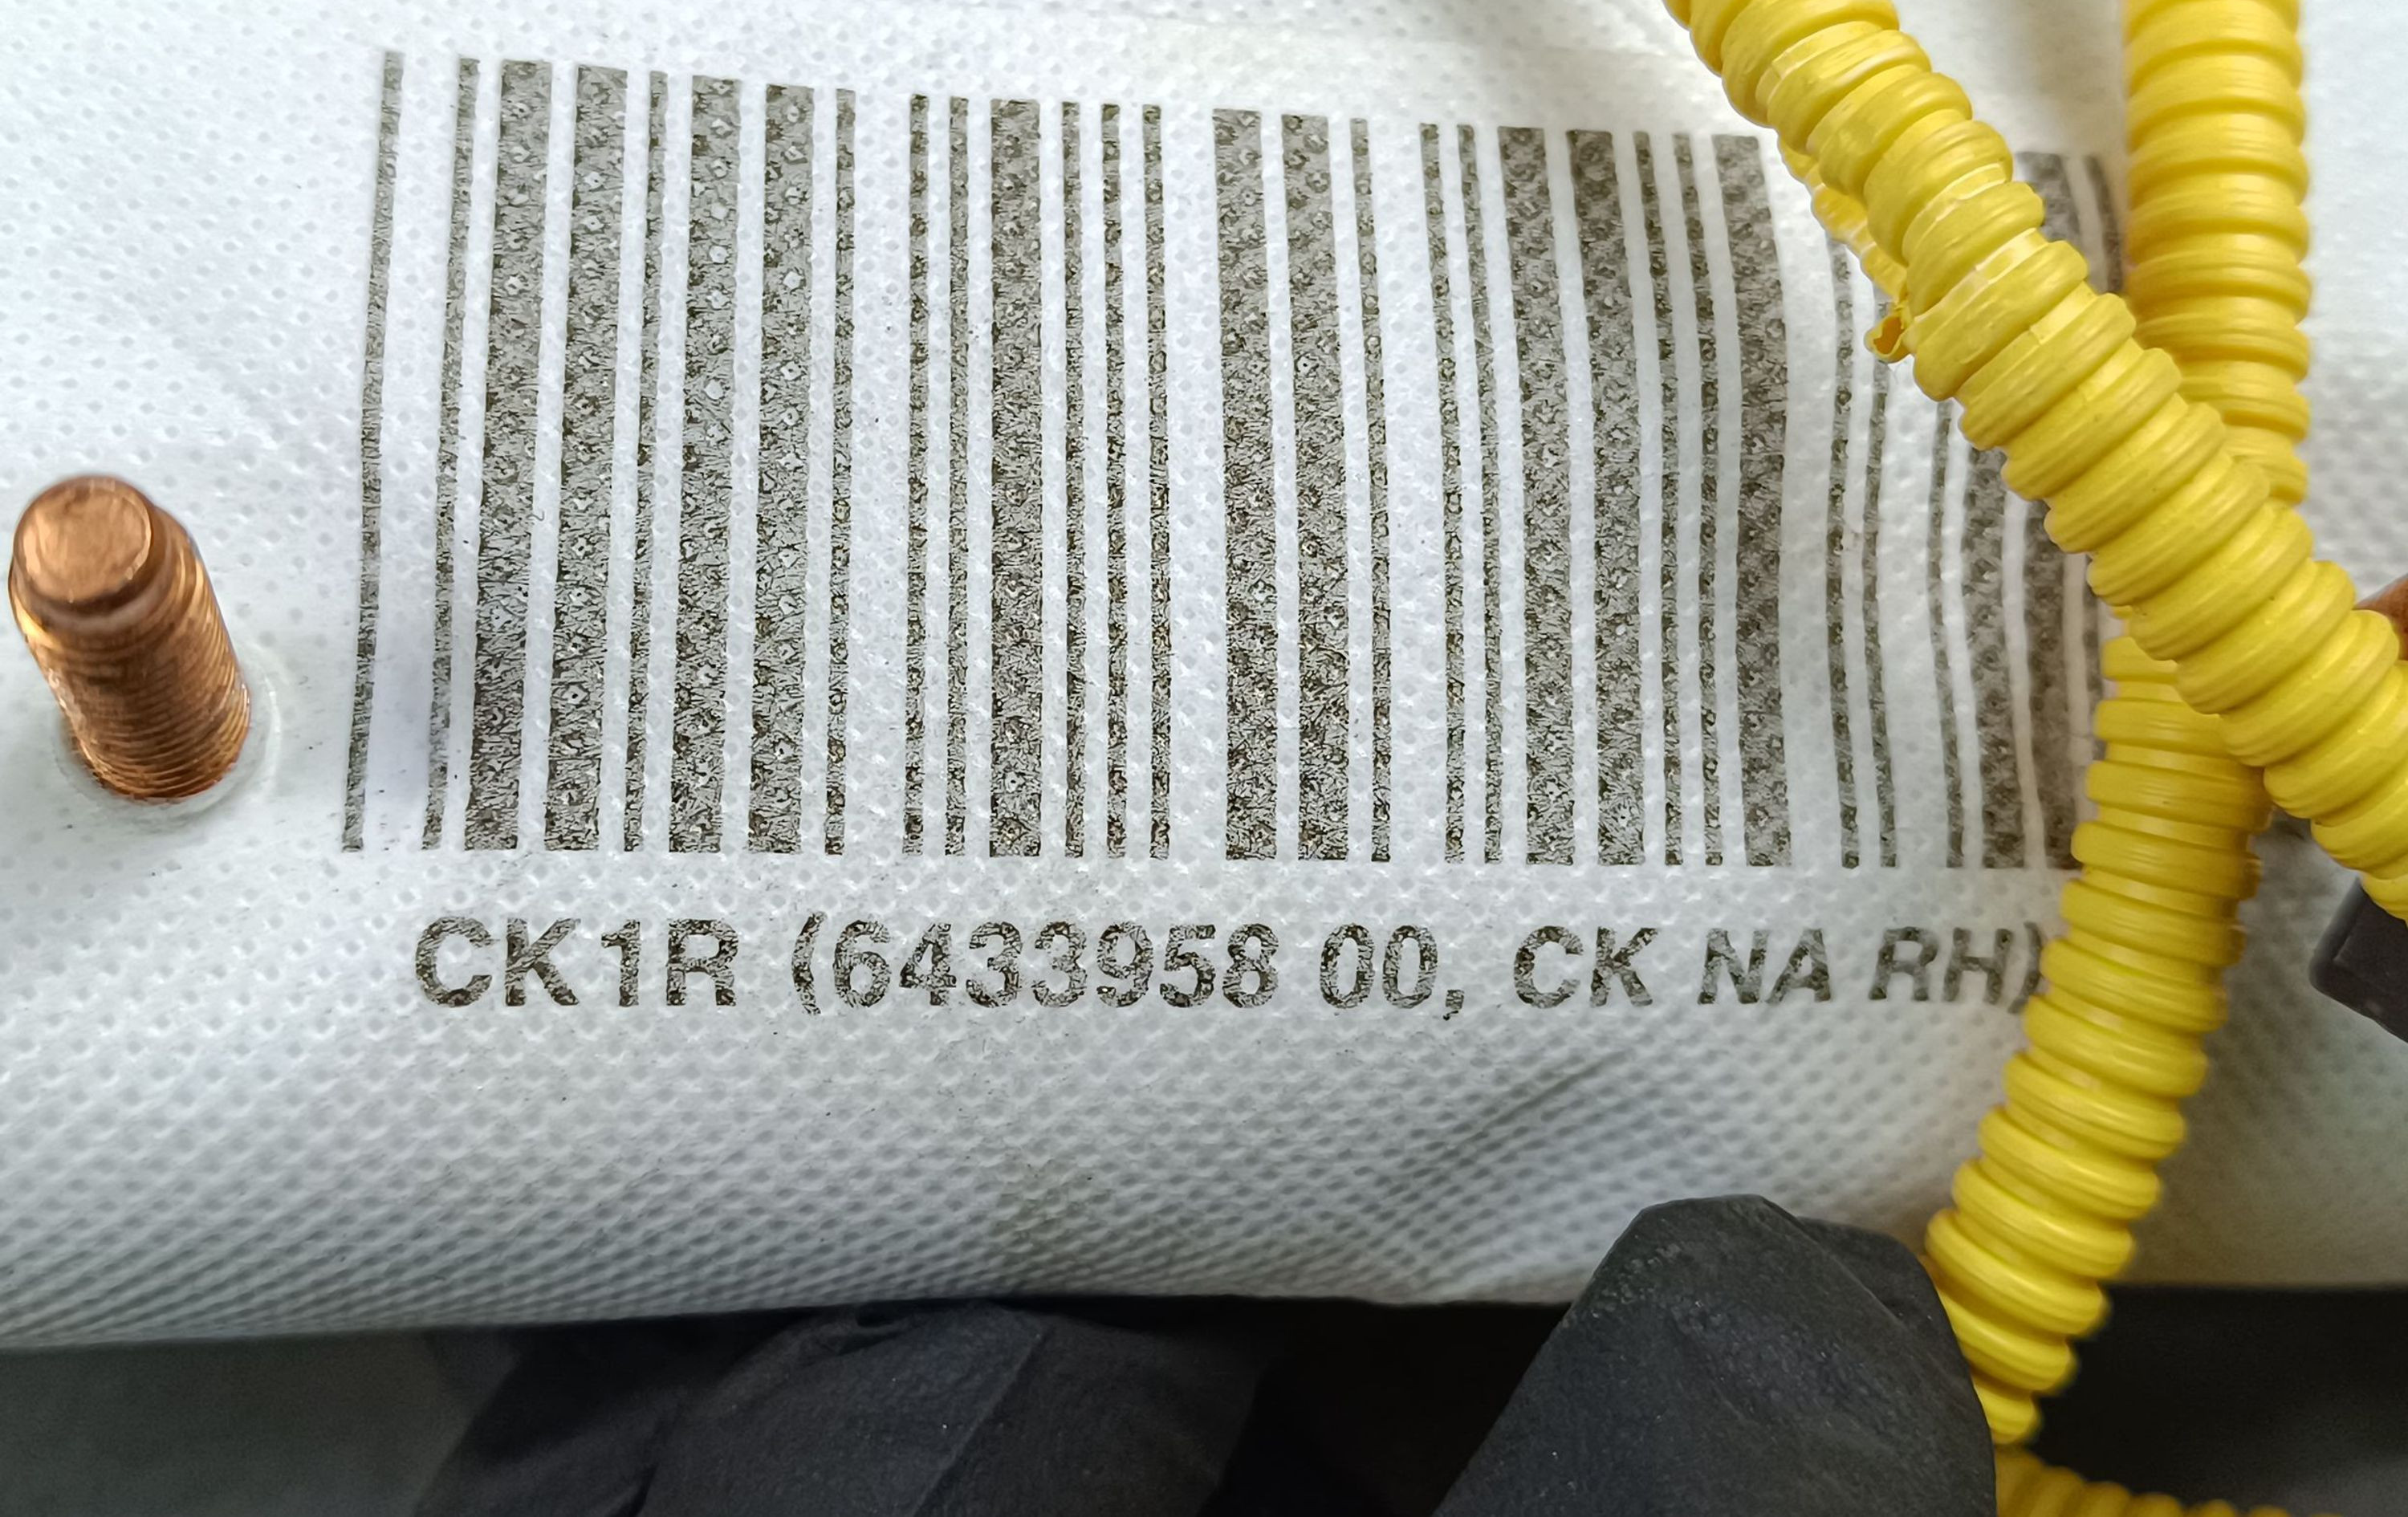 CK1R (6433958 00, CK NA RH)